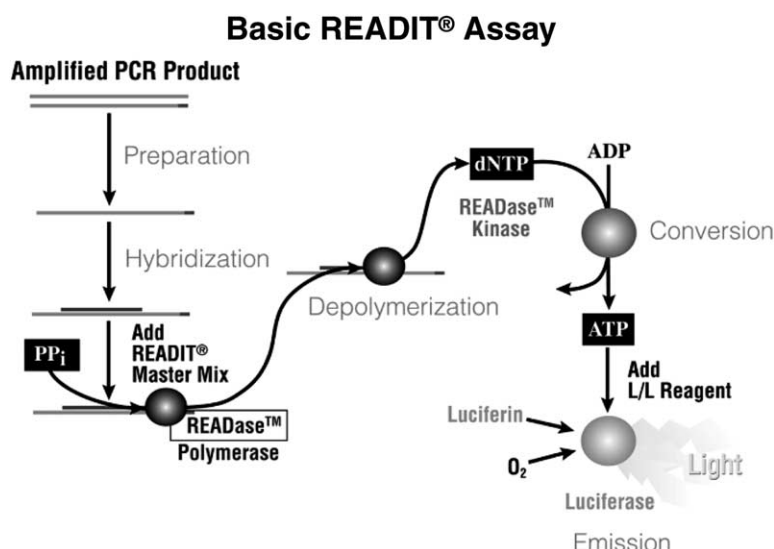 Basic READIT® Assay
Amplified PCR Product
Preparation
Hybridization
Add
READIT®
Master Mix
PPi
READase™
Polymerase
Depolymerization
dNTP
READase™
Kinase
ADP
Conversion
ATP
Add
L/L Reagent
Luciferin
O₂
Light
Luciferase
Emission